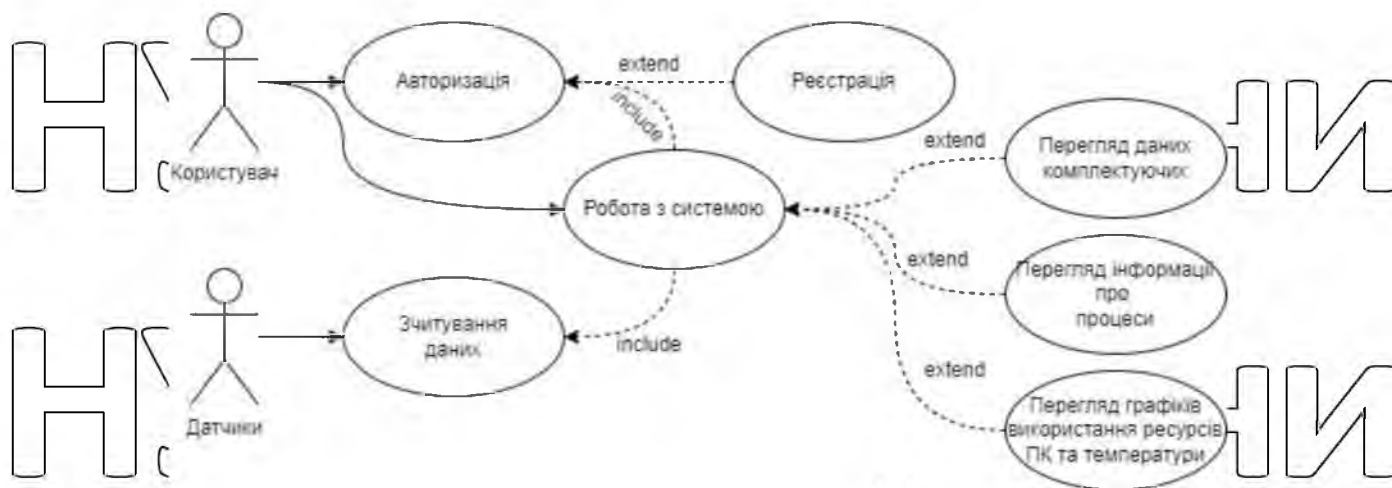 Авторизація
extend
Реєстрація
include
extend
Перегляд даних
комплектуючих
Користувач
Робота з системою
extend
Перегляд інформації
про
процеси
Зчитування
даних
include
extend
Датчики
Перегляд графіків
використання ресурсів
ПК та температури